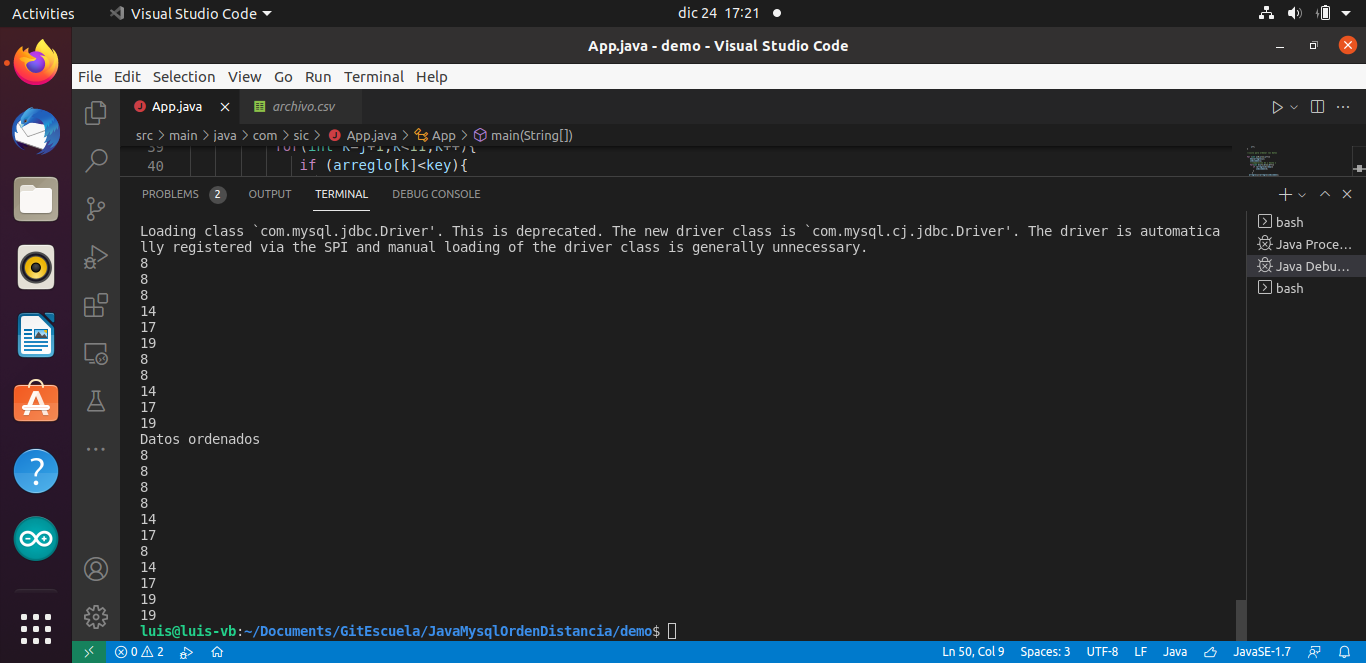 Activities
Visual Studio Code
dic 24 17:21
App.java - demo - Visual Studio Code
File Edit Selection View Go Run Terminal Help
App.java
archivo.csv
src > main > java > com > sic > App.java > App > main(String[])
39 for(int k=j+1;k<11;k++){
40 if (arreglo[k]<key){
PROBLEMS 2 OUTPUT TERMINAL DEBUG CONSOLE
Loading class `com.mysql.jdbc.Driver'. This is deprecated. The new driver class is `com.mysql.cj.jdbc.Driver'. The driver is automatica
lly registered via the SPI and manual loading of the driver class is generally unnecessary.
8
8
8
14
17
19
8
8
14
17
19
Datos ordenados
8
8
8
8
14
17
8
14
17
19
19
luis@luis-vb:~/Documents/GitEscuela/JavaMysqlOrdenDistancia/demo$
bash
Java Proce...
Java Debu...
bash
0 2
Ln 50, Col 9 Spaces: 3 UTF-8 LF Java JavaSE-1.7